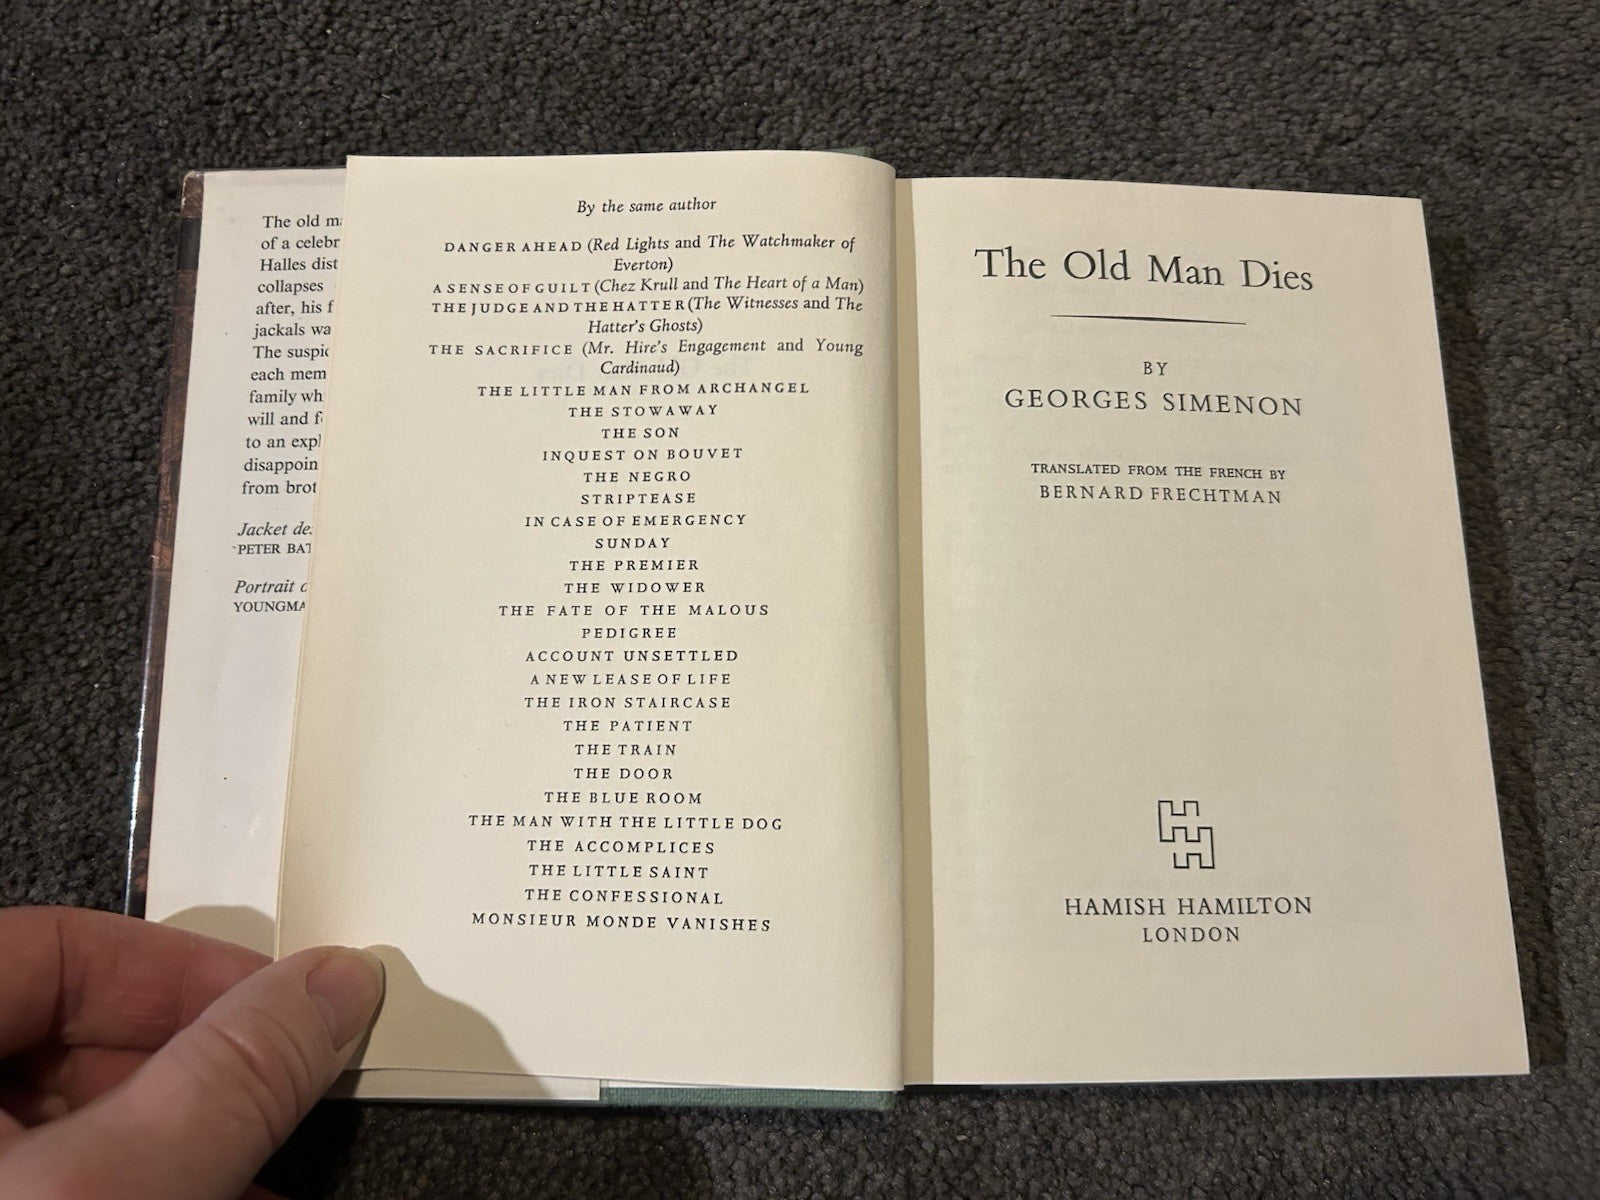 The old
of a celebr
Halles dist
collapses
after, his f
jackals wa
The suspic
each mem
family wh
will and f
to an expl
disappoin
from brot
Jacket de
PETER BAT
Portrait
YOUNGMA
By the same author
DANGER AHEAD (Red Lights and The Watchmaker of
Everton)
A SENSE OF GUILT (Chez Krull and The Heart of a Man)
THE JUDGE AND THE HATTER (The Witnesses and The
Hatter's Ghosts)
THE SACRIFICE (Mr. Hire's Engagement and Young
Cardinaud)
THE LITTLE MAN FROM ARCHANGEL
THE STOWAWAY
THE SON
INQUEST ON BOUVET
THE NEGRO
STRIPTEASE
IN CASE OF EMERGENCY
SUNDAY
THE PREMIER
THE WIDOWER
THE FATE OF THE MALOUS
PEDIGREE
ACCOUNT UNSETTLED
A NEW LEASE OF LIFE
THE IRON STAIRCASE
THE PATIENT
THE TRAIN
THE DOOR
THE BLUE ROOM
THE MAN WITH THE LITTLE DOG
THE ACCOMPLICES
THE LITTLE SAINT
THE CONFESSIONAL
MONSIEUR MONDE VANISHES
The Old Man Dies
BY
GEORGES SIMENON
TRANSLATED FROM THE FRENCH BY
BERNARD FRECHTMAN
HAMISH HAMILTON
LONDON